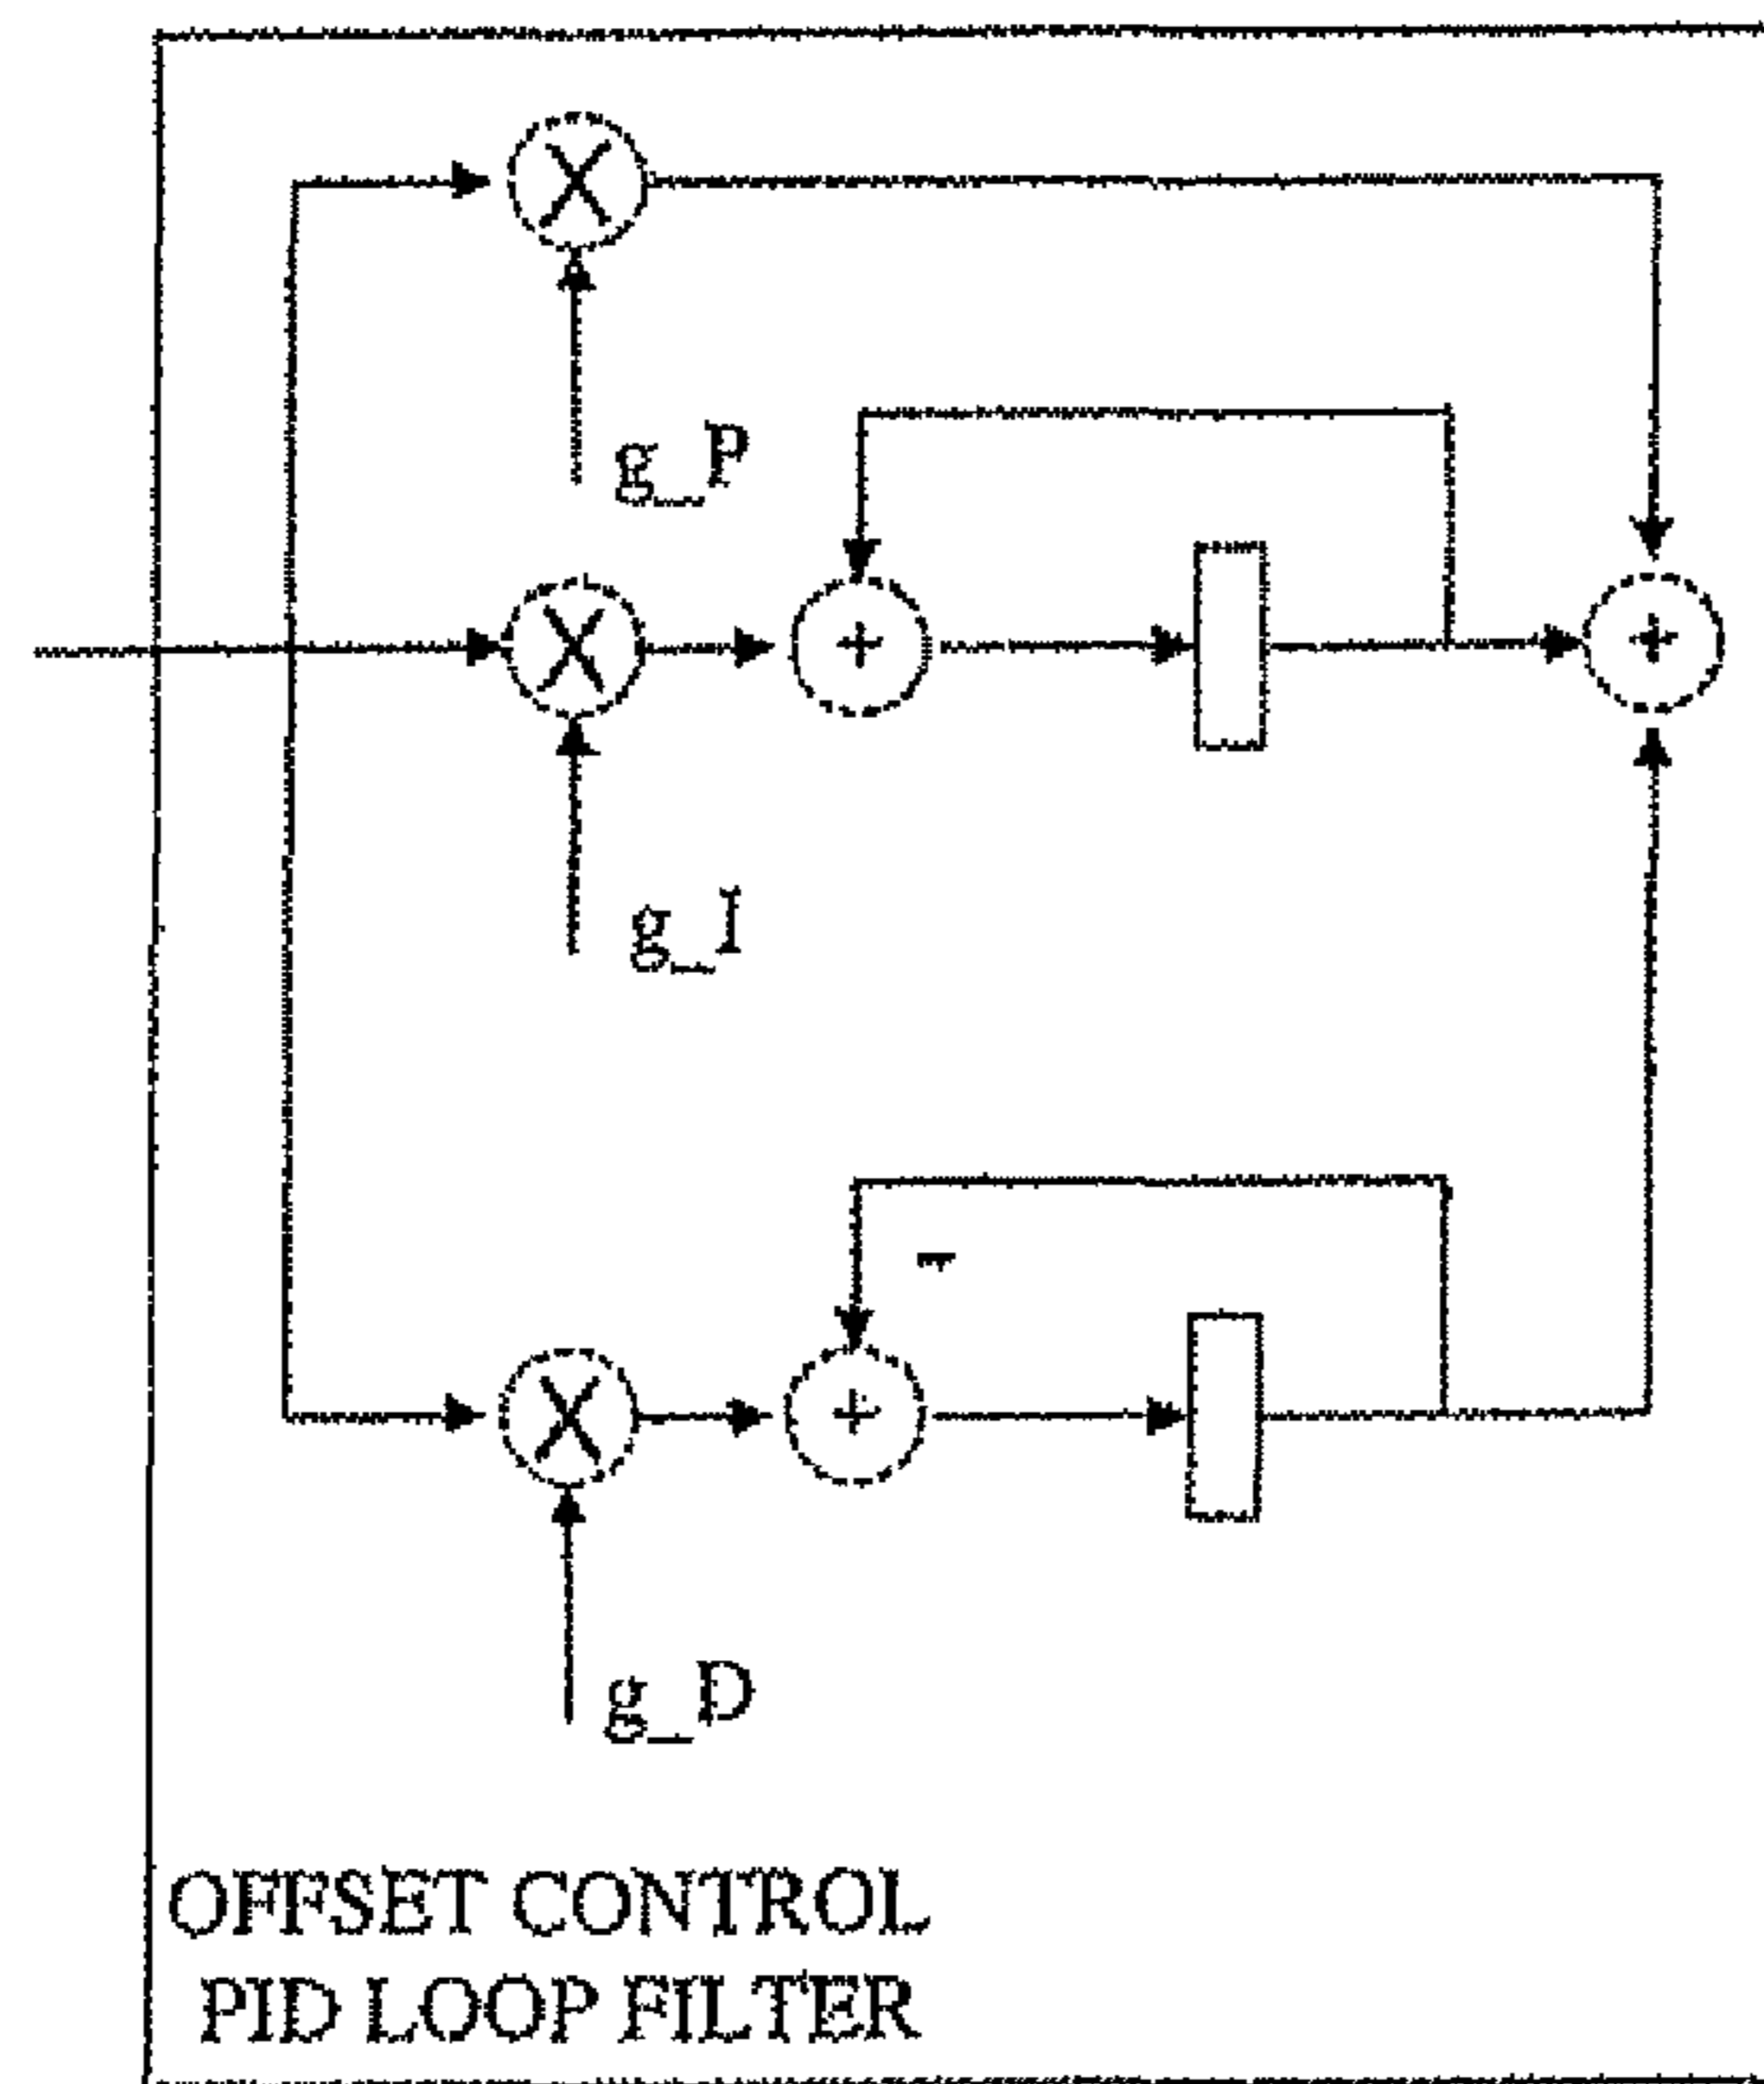 g_P
g_I
-
g_D
OFFSET CONTROL
PID LOOP FILTER